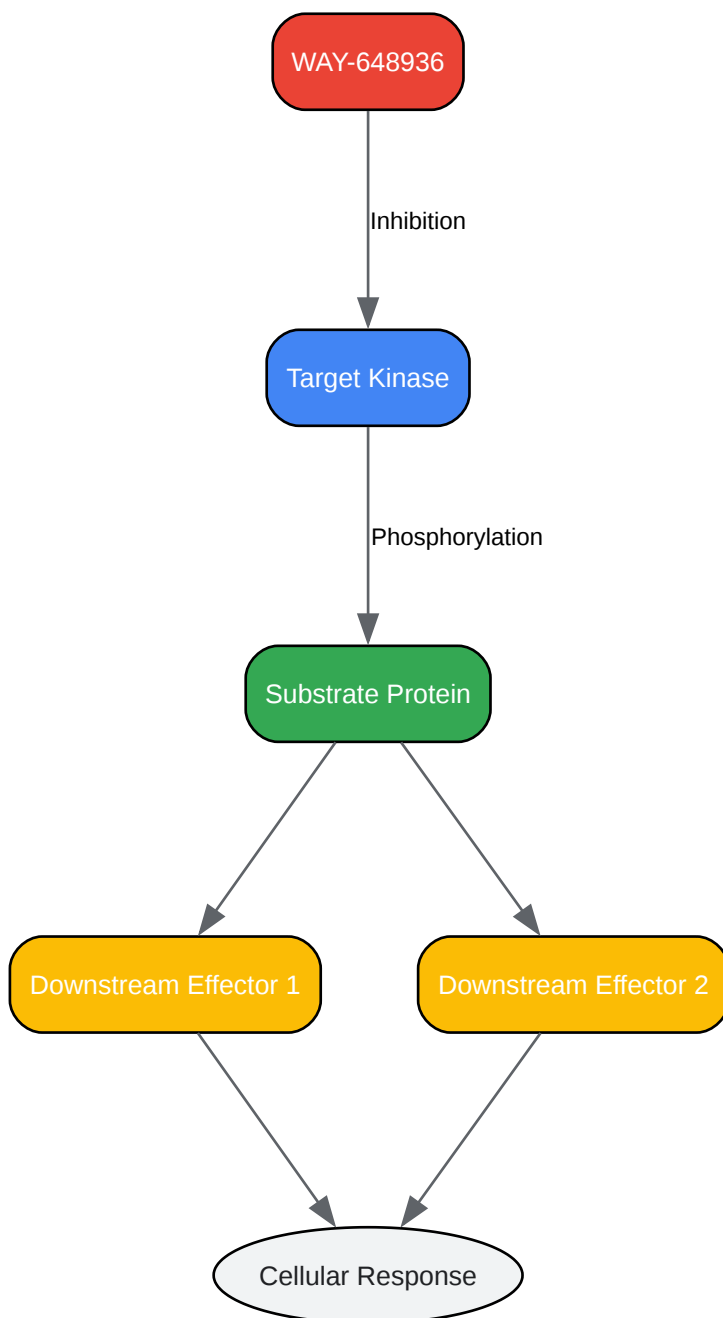 WAY-648936
Inhibition
Target Kinase
Phosphorylation
Substrate Protein
Downstream Effector 1
Downstream Effector 2
Cellular Response